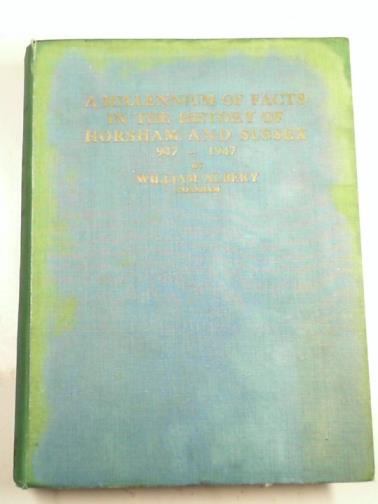 A MILLENNIUM OF FACTS
IN THE HISTORY OF
HORSHAM AND SUSSEX
947 - 1947
BY
WILLIAM ALBERY